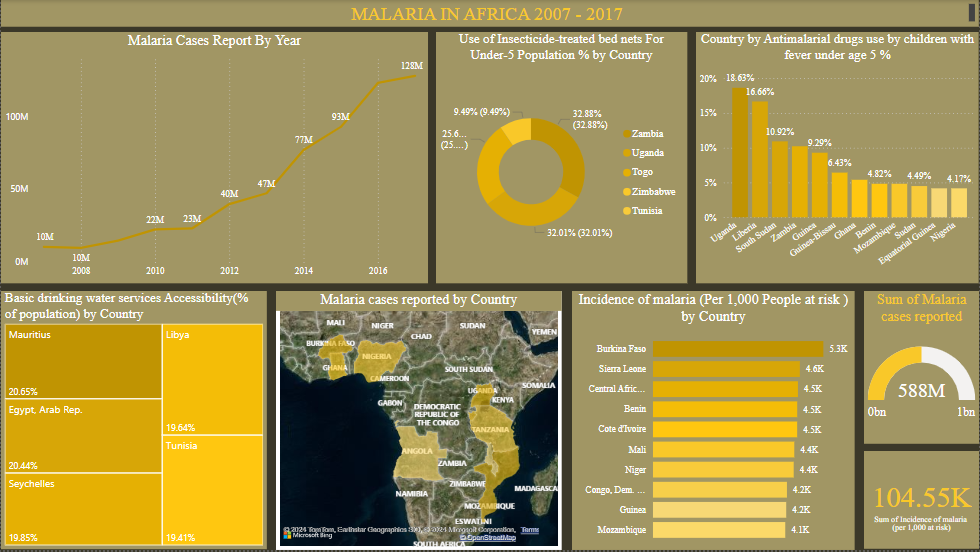 MALARIA IN AFRICA 2007 - 2017
Malaria Cases Report By Year
128M
100M
93M
77M
50M
47M
40M
22M
23M
10M
10M
0M
2008
2010
2012
2014
2016
Use of Insecticide-treated bed nets For
Under-5 Population % by Country
9.49% (9.49%)
32.88%
(32.88%)
25.6...
(25....)
32.01% (32.01%)
Zambia
Uganda
Togo
Zimbabwe
Tunisia
Country by Antimalarial drugs use by children with
fever under age 5 %
20%
15%
10%
5%
0%
18.63%
16.66%
10.92%
9.29%
6.43%
4.82%
4.49%
4.17%
Uganda
Liberia
South Sudan
Zambia
Guinea
Guinea-Bissau
Ghana
Benin
Mozambique
Sudan
Equatorial Guinea
Nigeria
Basic drinking water services Accessibility(%
of population) by Country
Mauritius
20.65%
Egypt, Arab Rep.
20.44%
Seychelles
19.85%
Libya
19.64%
Tunisia
19.41%
Malaria cases reported by Country
MALI
NIGER
SUDAN
CHAD
YEMEN
BURKINA FASO
NIGERIA
GHANA
CAMEROON
SOUTH SUDAN
SOMALIA
UGANDA
KENYA
GABON
DEMOCRATIC
REPUBLIC OF
THE CONGO
TANZANIA
ANGOLA
ZAMBIA
ZIMBABWE
NAMIBIA
MOZAMBIQUE
MADAGASCAR
ESWATINI
SOUTH AFRICA
© 2024 TomTom, Earthstar Geographics SIO, © 2024 Microsoft Corporation, Terms
© OpenStreetMap
Microsoft Bing
Incidence of malaria (Per 1,000 People at risk )
by Country
Burkina Faso 5.3K
Sierra Leone 4.6K
Central Afric... 4.5K
Benin 4.5K
Cote d'Ivoire 4.5K
Mali 4.4K
Niger 4.4K
Congo, Dem. ... 4.2K
Guinea 4.2K
Mozambique 4.1K
Sum of Malaria
cases reported
588M
0bn
1bn
104.55K
Sum of Incidence of malaria
(per 1,000 at risk)